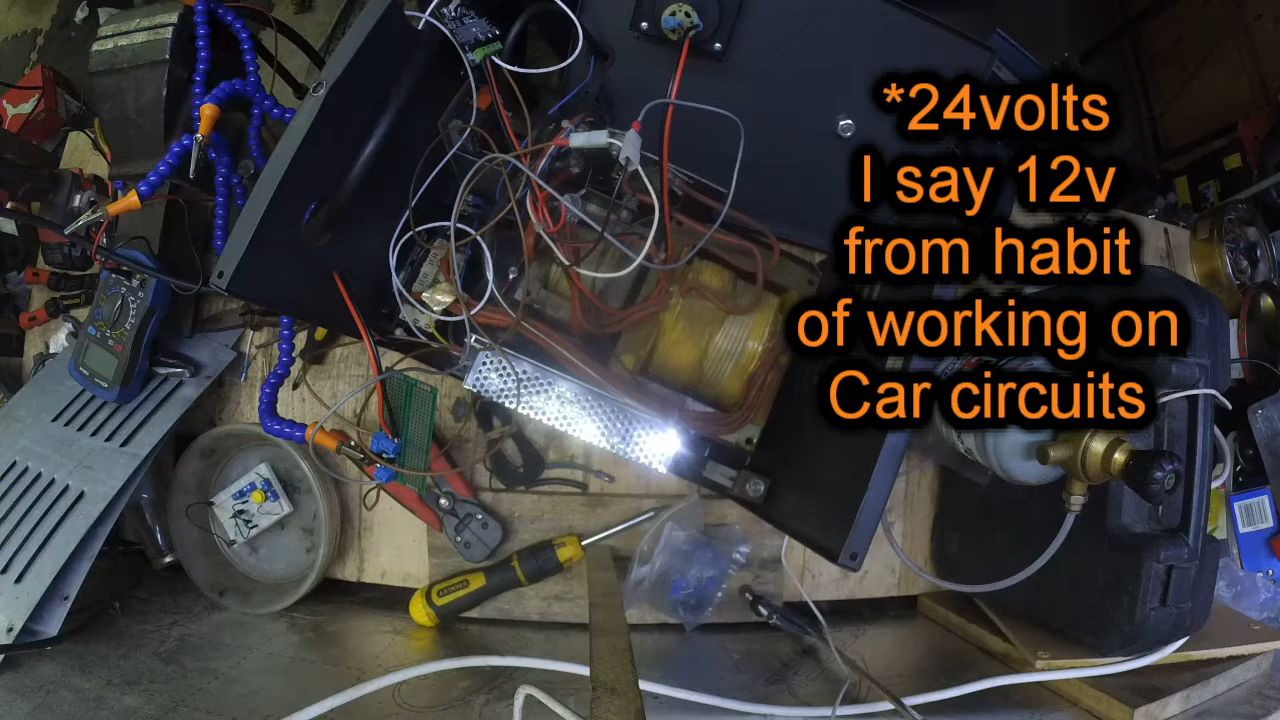 *24volts
I say 12v
from habit
of working on
Car circuits